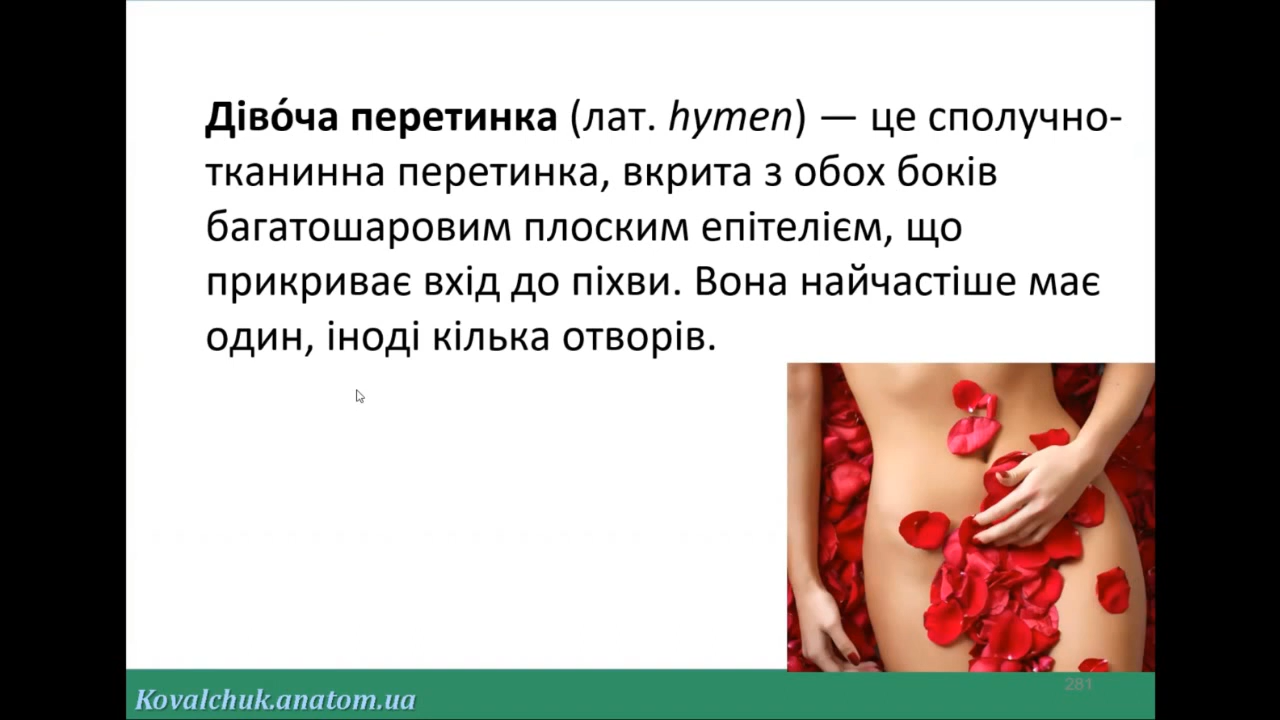 Діво́ча перетинка (лат. hymen) — це сполучно-
тканинна перетинка, вкрита з обох боків
багатошаровим плоским епітелієм, що
прикриває вхід до піхви. Вона найчастіше має
один, іноді кілька отворів.
281
Kovalchuk.anatom.ua